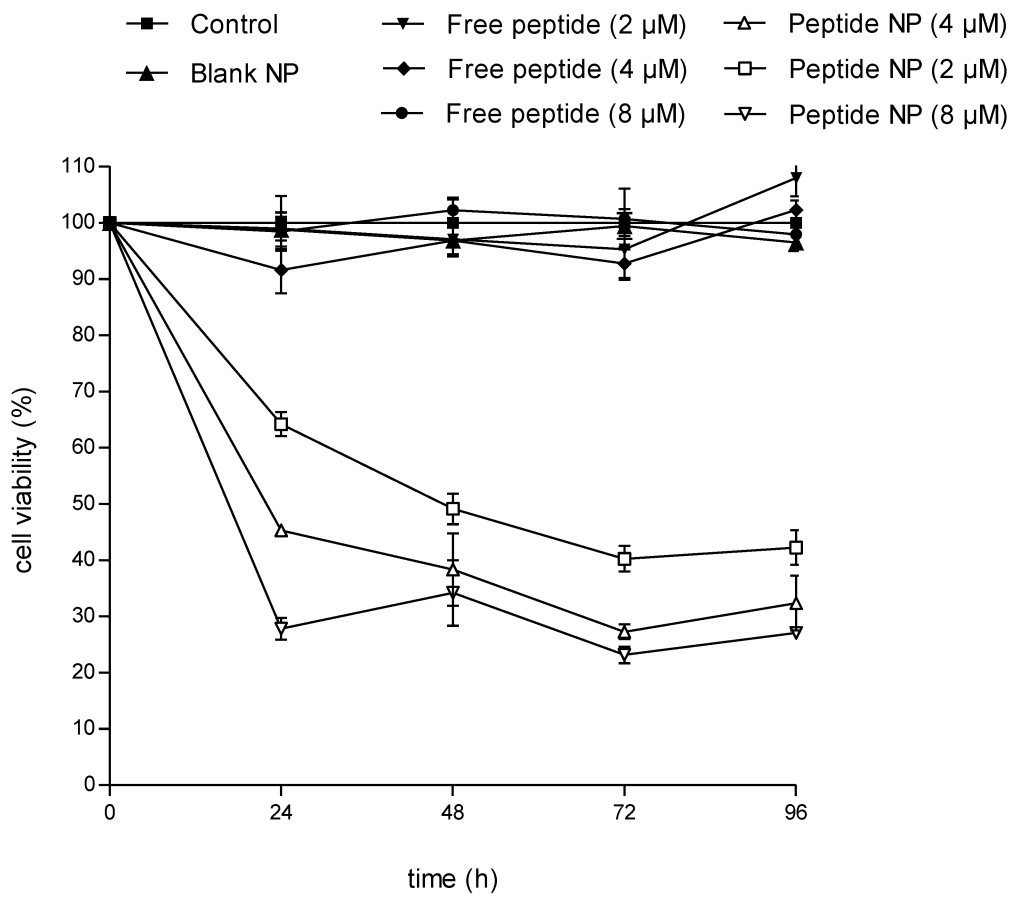 Control
Blank NP
Free peptide (2 µM)
Free peptide (4 µM)
Free peptide (8 µM)
Peptide NP (4 µM)
Peptide NP (2 µM)
Peptide NP (8 µM)
110
100
90
80
70
60
50
40
30
20
10
0
cell viability (%)
0 24 48 72 96
time (h)